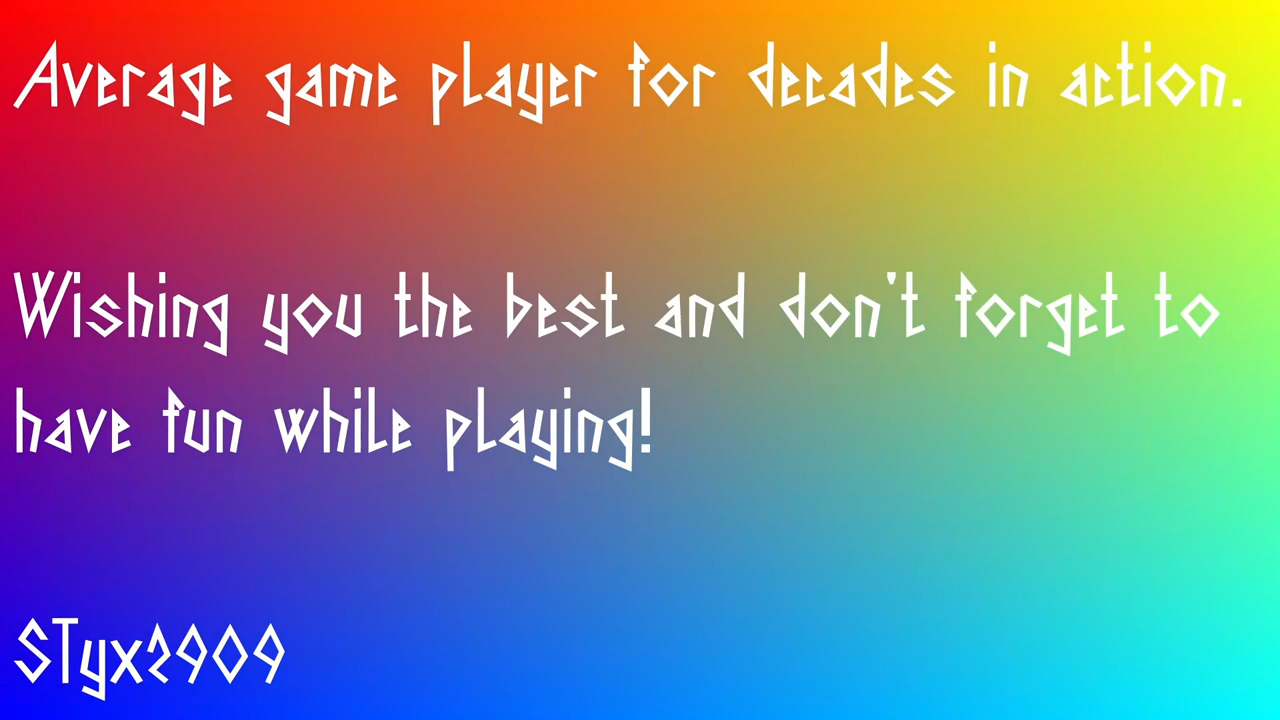 Average game player for decades in action.
Wishing you the best and don't forget to
have fun while playing!
STyx2909